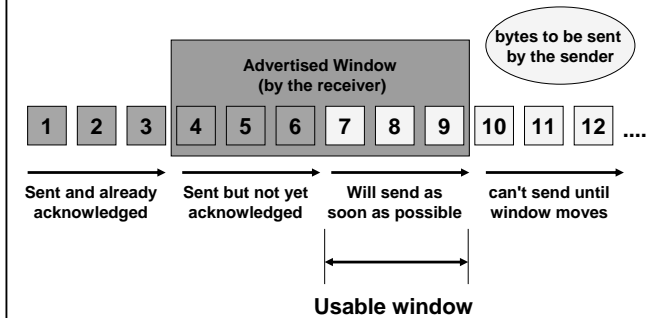 bytes to be sent
by the sender
Advertised Window
(by the receiver)
1 2 3 4 5 6 7 8 9 10 11 12 ....
Sent and already
acknowledged
Sent but not yet
acknowledged
Will send as
soon as possible
can't send until
window moves
Usable window